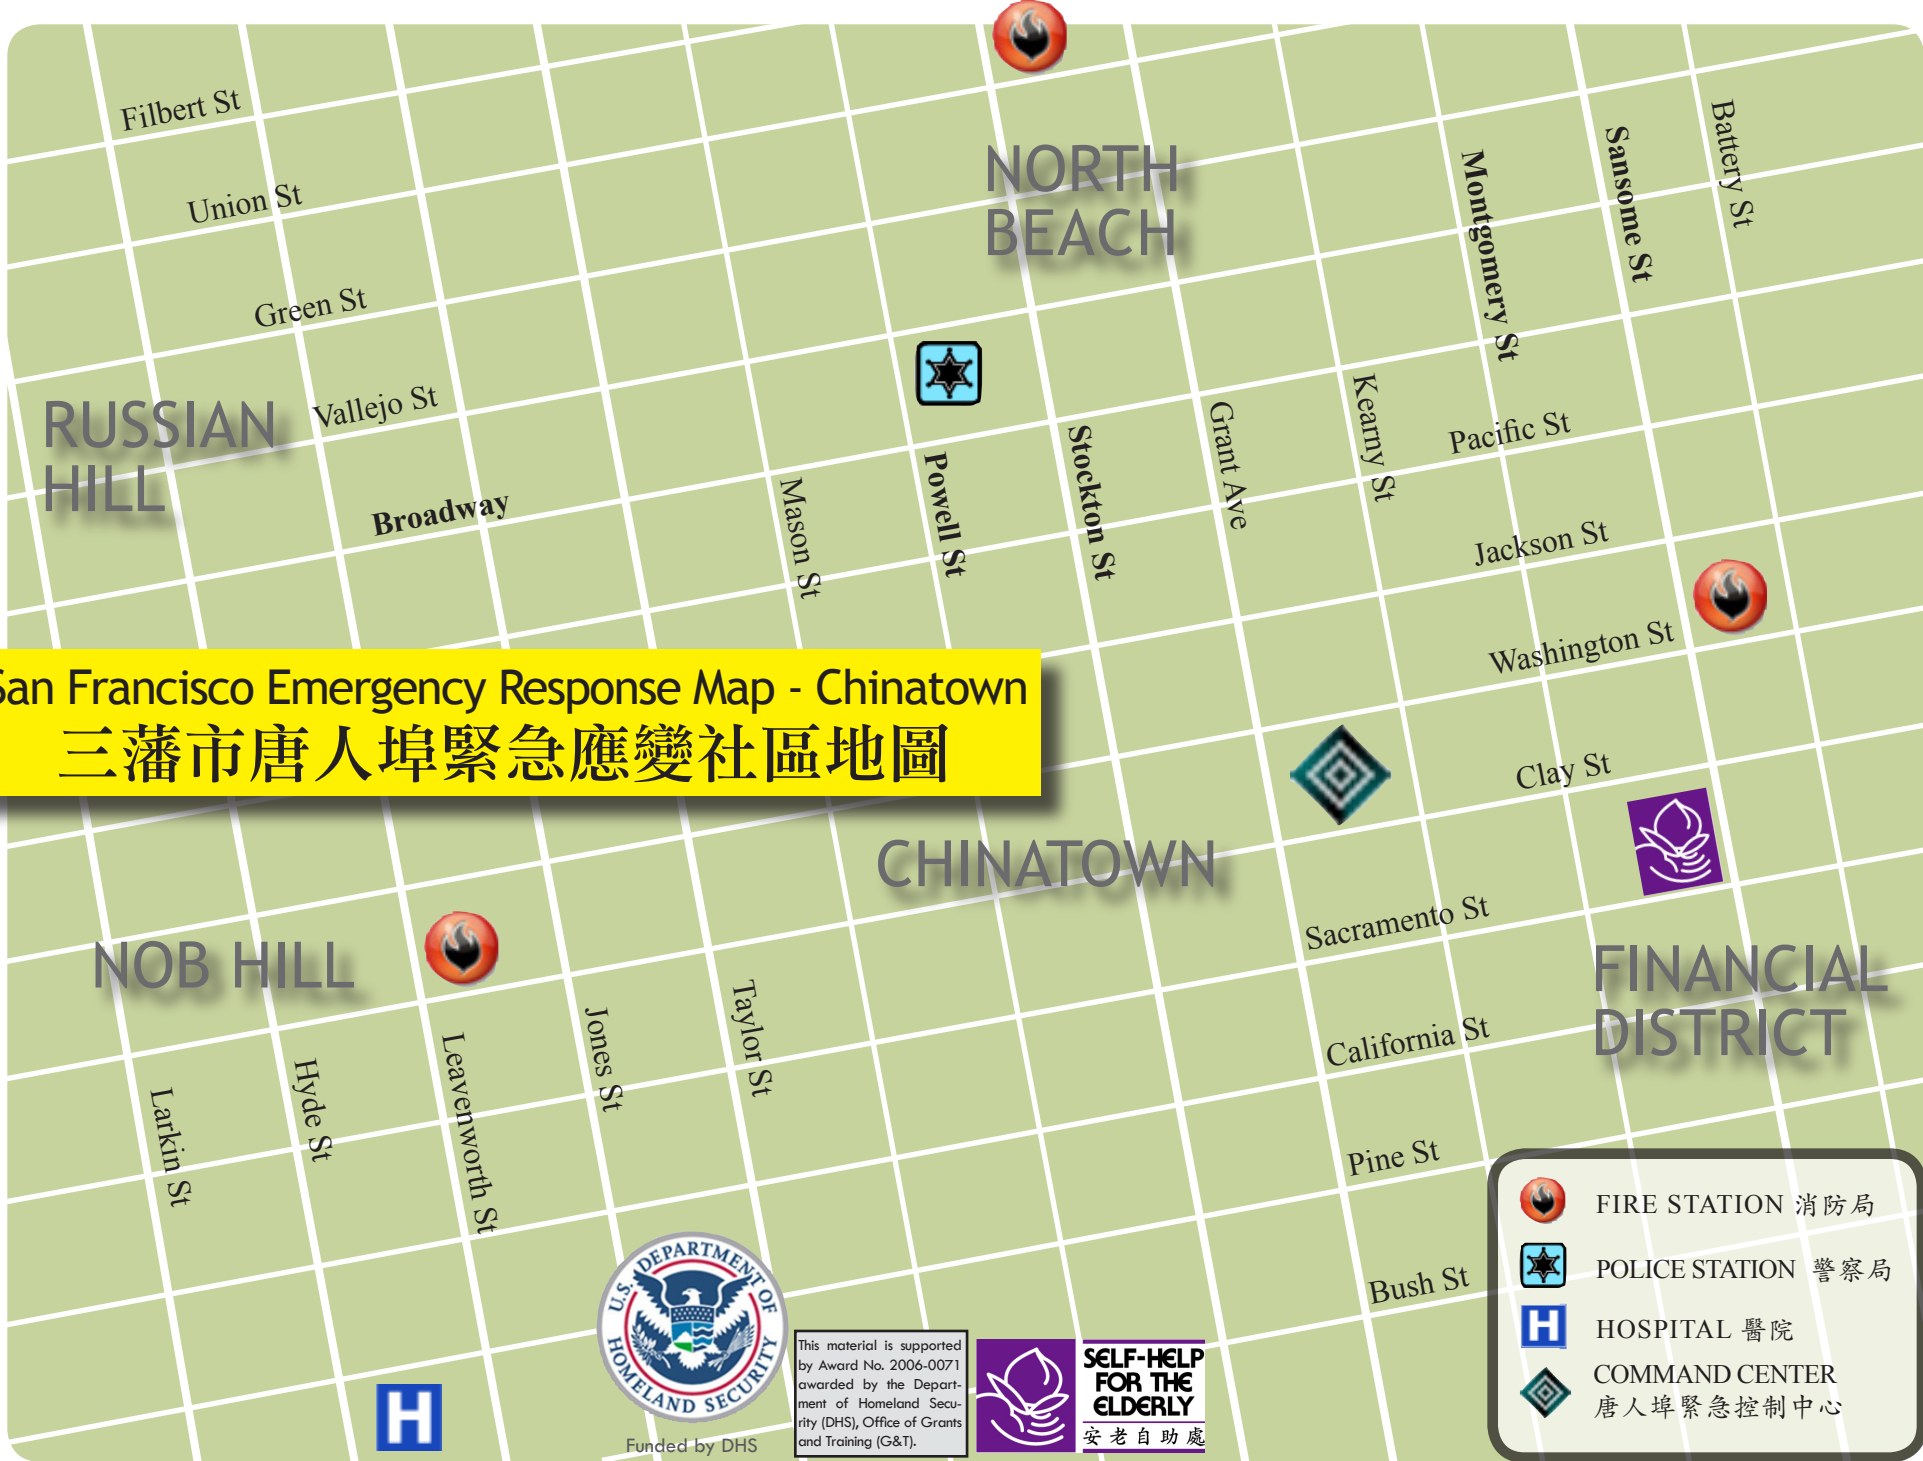 Filbert St
Union St
Green St
Vallejo St
Broadway
NORTH
BEACH
RUSSIAN
HILL
Mason St
Powell St
Stockton St
Grant Ave
Kearny St
Montgomery St
Sansome St
Battery St
Pacific St
Jackson St
Washington St
Clay St
San Francisco Emergency Response Map - Chinatown
三藩市唐人埠緊急應變社區地圖
CHINATOWN
NOB HILL
Sacramento St
FINANCIAL
DISTRICT
California St
Pine St
Bush St
Larkin St
Hyde St
Leavenworth St
Jones St
Taylor St
U.S. DEPARTMENT OF
HOMELAND SECURITY
Funded by DHS
This material is supported
by Award No. 2006-0071
awarded by the Depart-
ment of Homeland Secu-
rity (DHS), Office of Grants
and Training (G&T).
SELF-HELP
FOR THE
ELDERLY
安老自助處
FIRE STATION 消防局
POLICE STATION 警察局
H HOSPITAL 醫院
COMMAND CENTER
唐人埠緊急控制中心
H